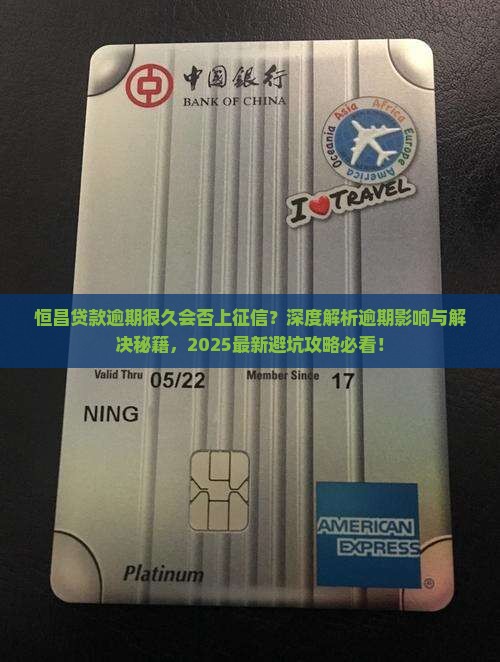 中国銀行
BANK OF CHINA
Oceania Asia Africa Europe America
I❤TRAVEL
恒昌贷款逾期很久会否上征信？深度解析逾期影响与解
决秘籍，2025最新避坑攻略必看！
Valid Thru 05/22 Member Since 17
NING
AMERICAN
EXPRESS®
Platinum